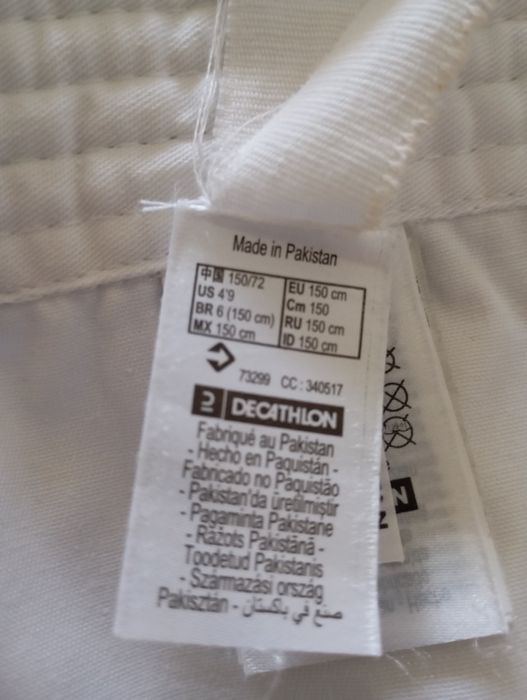 Made in Pakistan
中国 150/72 EU 150 cm
US 4'9 Cm 150
BR 6 (150 cm) RU 150 cm
MX 150 cm ID 150 cm
73299 CC : 340517
DECATHLON
Fabriqué au Pakistan
- Hecho en Paquistán -
Fabricado no Paquistão
- Pakistan'da üretilmiştir
- Pagaminta Pakistane
- Ražots Pakistānā -
Toodetud Pakistanis
- Származási ország
Pakisztán - صنع في باكستان
N
Z